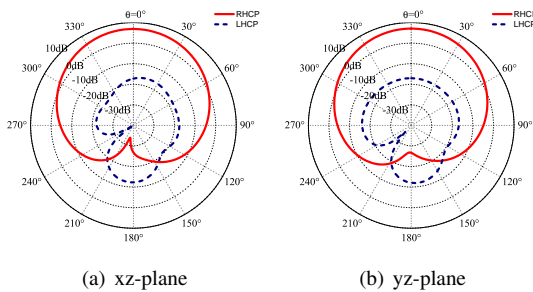 θ=0°
RHCP
LHCP
330°
30°
10dB
300°
0dB
60°
-10dB
-20dB
-30dB
270°
90°
240°
120°
210°
150°
180°
(a) xz-plane
θ=0°
RHCP
LHCP
330°
30°
10dB
300°
0dB
60°
-10dB
-20dB
-30dB
270°
90°
240°
120°
210°
150°
180°
(b) yz-plane